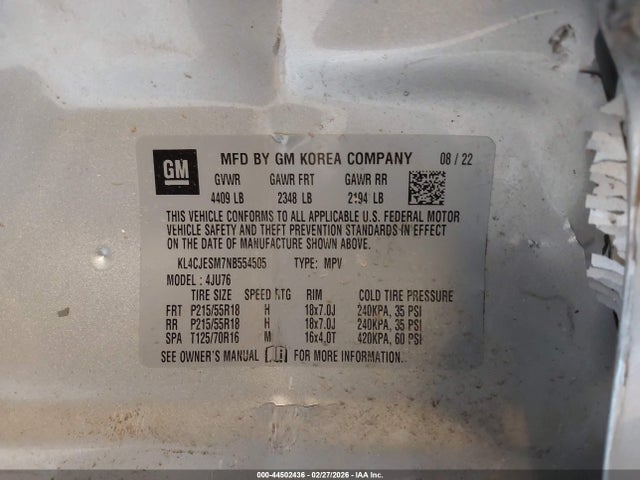 GM MFD BY GM KOREA COMPANY 08 / 22
GVWR GAWR FRT GAWR RR
4409 LB 2348 LB 2194 LB
THIS VEHICLE CONFORMS TO ALL APPLICABLE U.S. FEDERAL MOTOR
VEHICLE SAFETY AND THEFT PREVENTION STANDARDS IN EFFECT
ON THE DATE OF MANUFACTURE SHOWN ABOVE.
KL4CJESM7NB554505 TYPE: MPV
MODEL : 4JU76
TIRE SIZE SPEED RTG RIM COLD TIRE PRESSURE
FRT P215/55R18 H 18x7.0J 240KPA, 35 PSI
RR P215/55R18 H 18x7.0J 240KPA, 35 PSI
SPA T125/70R16 M 16x4.0T 420KPA, 60 PSI
SEE OWNER'S MANUAL FOR MORE INFORMATION.
000-44502436 - 02/27/2026 - IAA Inc.